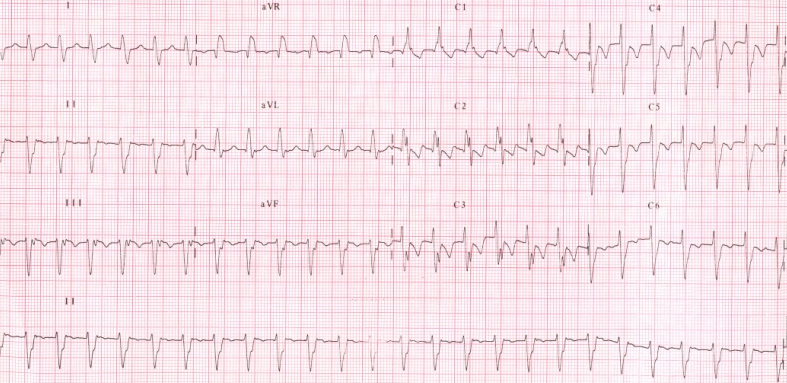 I aVR C1 C4
II aVL C2 C5
III aVF C3 C6
II